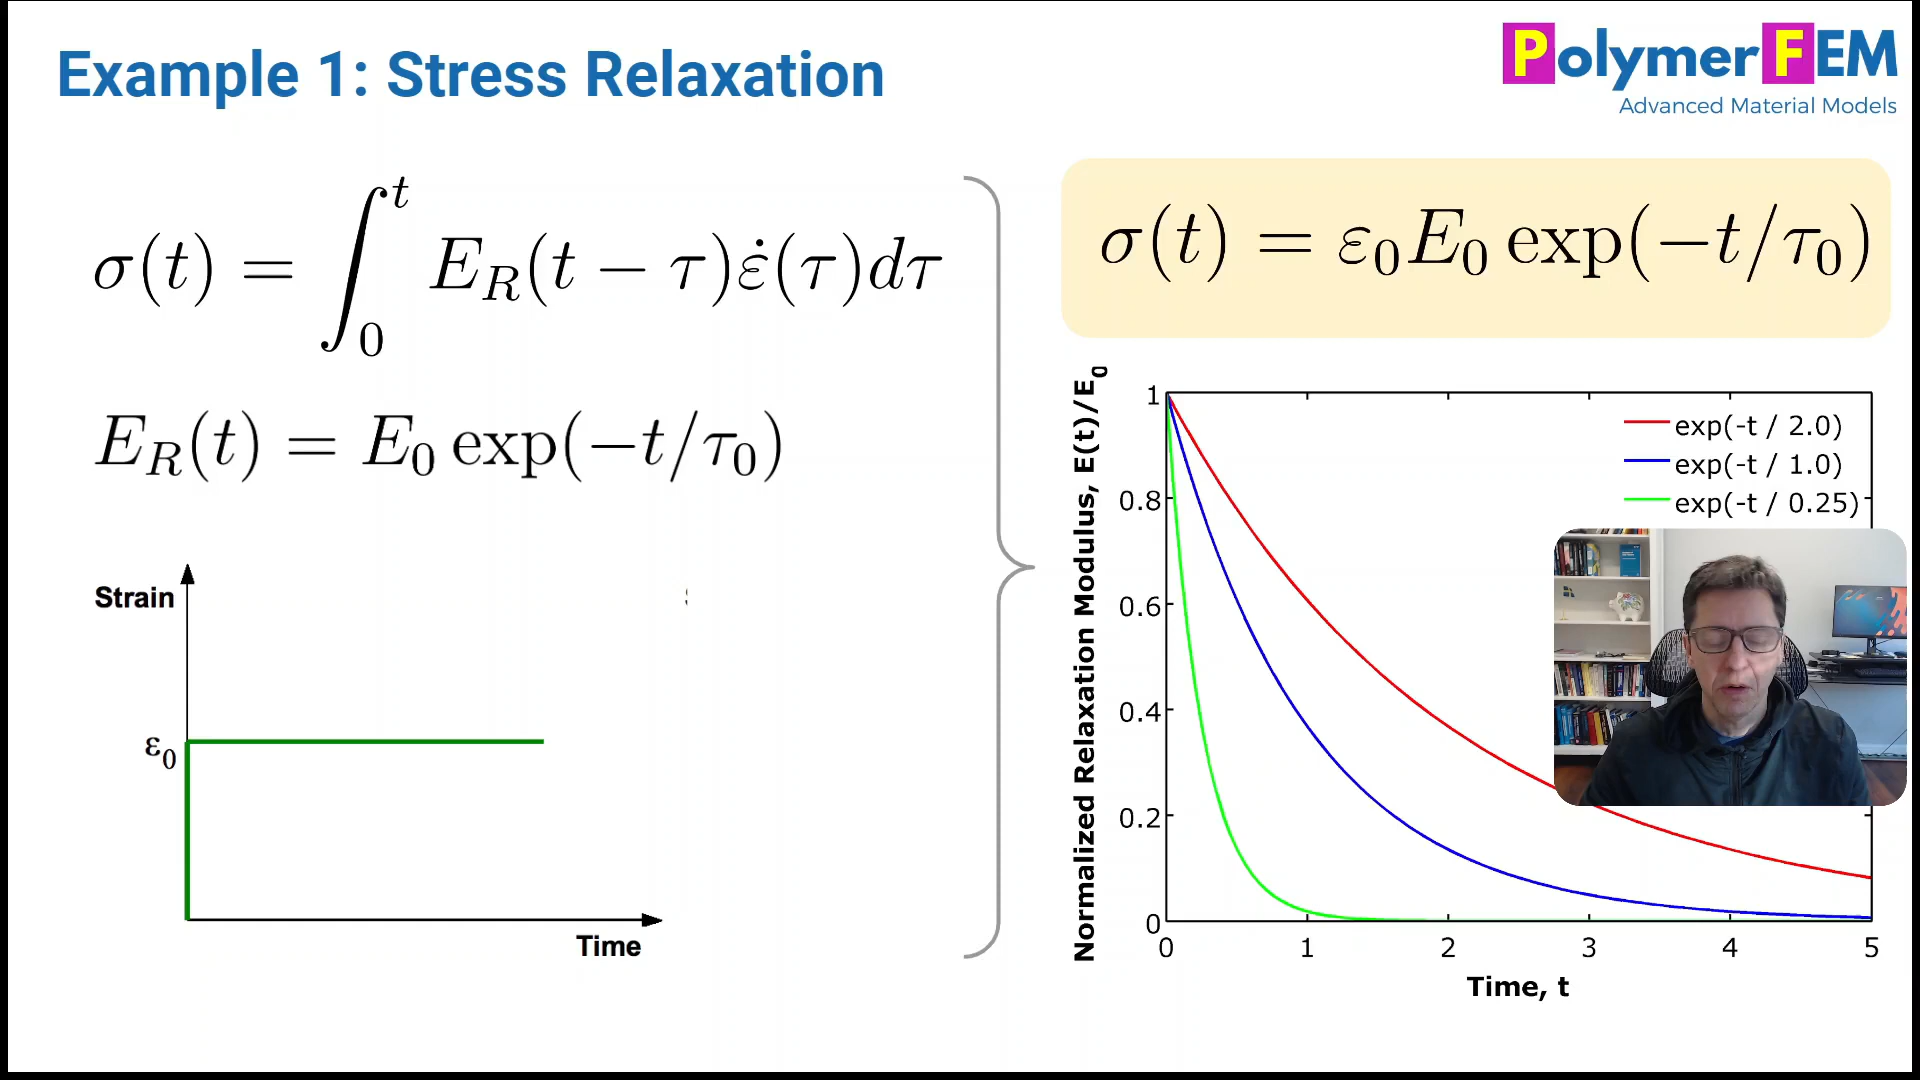 Example 1: Stress Relaxation
PolymerFEM
Advanced Material Models
σ(t) = ∫₀ᵗ E_R(t − τ)ε̇(τ)dτ
E_R(t) = E₀ exp(−t/τ₀)
σ(t) = ε₀E₀ exp(−t/τ₀)
Strain
ε₀
Time
Normalized Relaxation Modulus, E(t)/E₀
1
0.8
0.6
0.4
0.2
0
exp(-t / 2.0)
exp(-t / 1.0)
exp(-t / 0.25)
0 1 2 3 4 5
Time, t